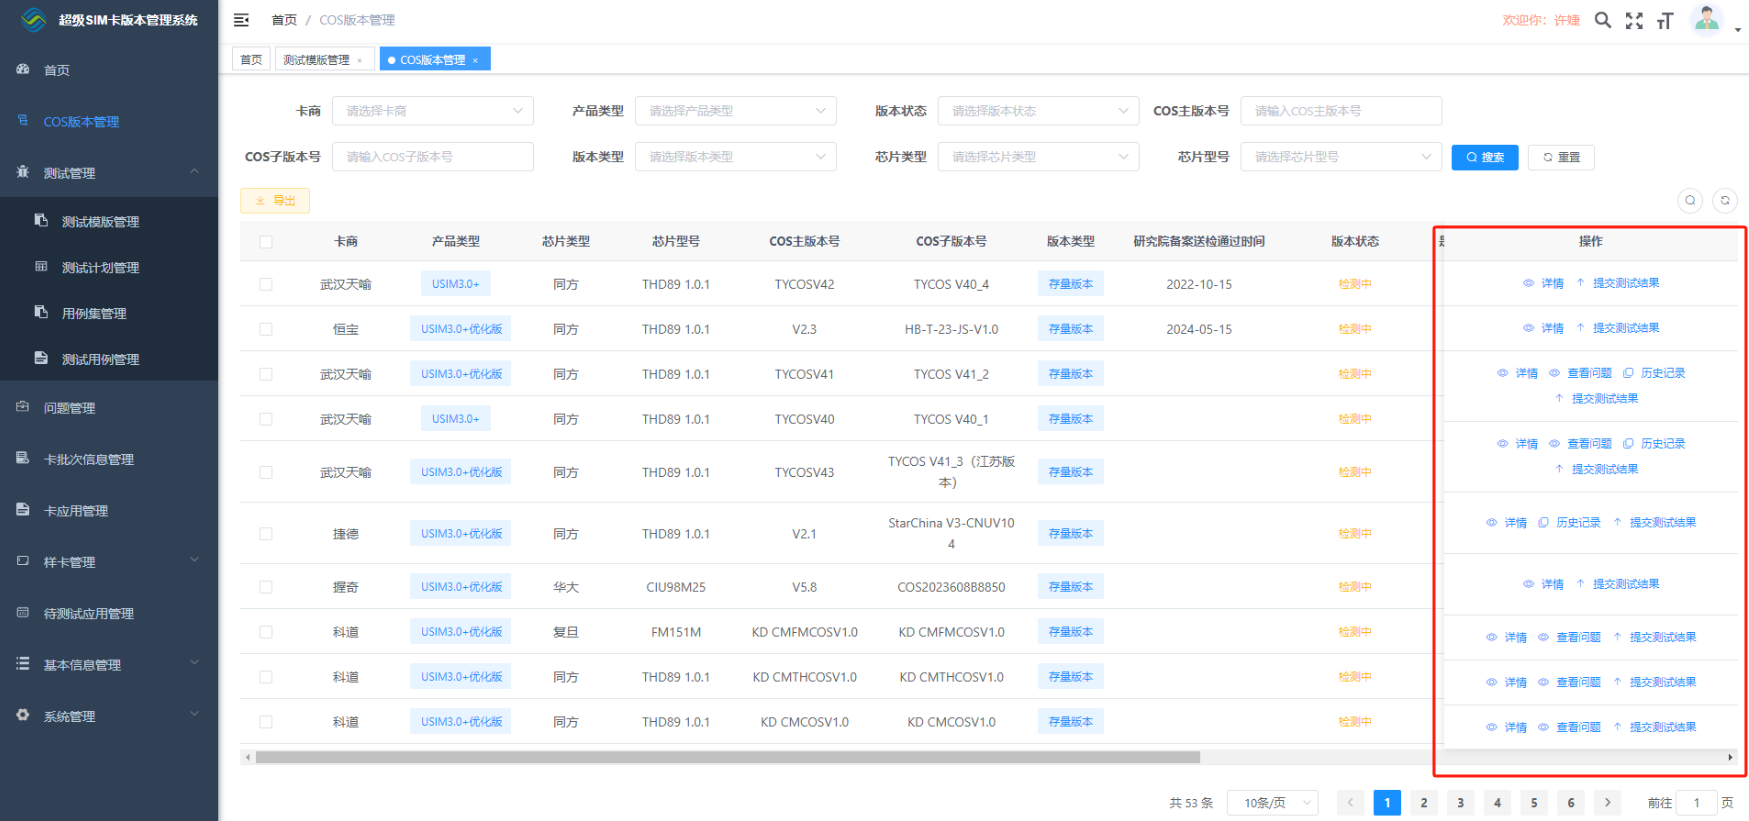 超级SIM卡版本管理系统
首页 / COS版本管理
欢迎你：许婕
首页
测试模版管理 ×
COS版本管理 ×
首页
COS版本管理
测试管理
测试模版管理
测试计划管理
用例集管理
测试用例管理
问题管理
卡批次信息管理
卡应用管理
样卡管理
待测试应用管理
基本信息管理
系统管理
卡商 请选择卡商 产品类型 请选择产品类型 版本状态 请选择版本状态 COS主版本号 请输入COS主版本号
COS子版本号 请输入COS子版本号 版本类型 请选择版本类型 芯片类型 请选择芯片类型 芯片型号 请选择芯片型号 搜索 重置
导出
卡商 产品类型 芯片类型 芯片型号 COS主版本号 COS子版本号 版本类型 研究院备案送检通过时间 版本状态 操作
武汉天喻 USIM3.0+ 同方 THD89 1.0.1 TYCOSV42 TYCOS V40_4 存量版本 2022-10-15 检测中 详情 提交测试结果
恒宝 USIM3.0+优化版 同方 THD89 1.0.1 V2.3 HB-T-23-JS-V1.0 存量版本 2024-05-15 检测中 详情 提交测试结果
武汉天喻 USIM3.0+优化版 同方 THD89 1.0.1 TYCOSV41 TYCOS V41_2 存量版本 检测中 详情 查看问题 历史记录
提交测试结果
武汉天喻 USIM3.0+ 同方 THD89 1.0.1 TYCOSV40 TYCOS V40_1 存量版本 检测中 详情 查看问题 历史记录
提交测试结果
武汉天喻 USIM3.0+优化版 同方 THD89 1.0.1 TYCOSV43 TYCOS V41_3（江苏版
本） 存量版本 检测中 详情 历史记录 提交测试结果
捷德 USIM3.0+优化版 同方 THD89 1.0.1 V2.1 StarChina V3-CNUV10
4 存量版本 检测中 详情 提交测试结果
握奇 USIM3.0+优化版 华大 CIU98M25 V5.8 COS2023608B8850 存量版本 检测中 详情 查看问题 提交测试结果
科道 USIM3.0+优化版 复旦 FM151M KD CMFMCOSV1.0 KD CMFMCOSV1.0 存量版本 检测中 详情 查看问题 提交测试结果
科道 USIM3.0+优化版 同方 THD89 1.0.1 KD CMTHCOSV1.0 KD CMTHCOSV1.0 存量版本 检测中 详情 查看问题 提交测试结果
科道 USIM3.0+优化版 同方 THD89 1.0.1 KD CMCOSV1.0 KD CMCOSV1.0 存量版本 检测中
共 53 条 10条/页 1 2 3 4 5 6 前往 1 页